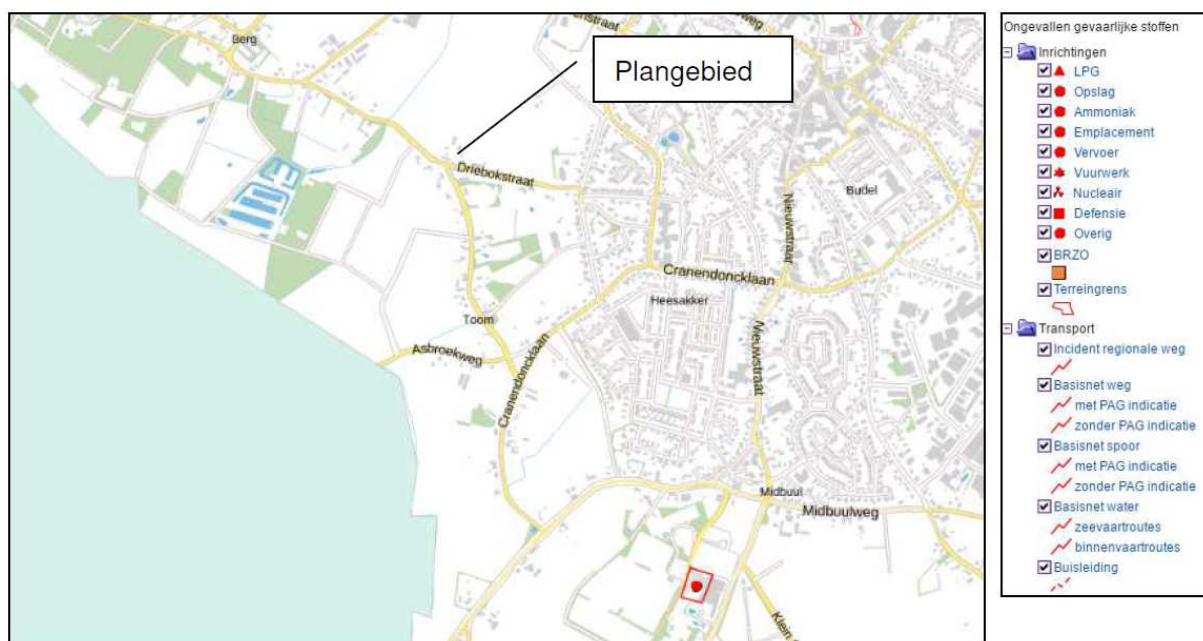 Berg
Plangebied
Driebokstraat
Budel
Nieuwstraat
Cranendoncklaan
Heesakker
Toom
Asbroekweg
Cranendoncklaan
Nieuwstraat
Midbuul
Midbuulweg
Klein
Ongevallen gevaarlijke stoffen
Inrichtingen
LPG
Opslag
Ammoniak
Emplacement
Vervoer
Vuurwerk
Nucleair
Defensie
Overig
BRZO
Terreingrens
Transport
Incident regionale weg
Basisnet weg
met PAG indicatie
zonder PAG indicatie
Basisnet spoor
met PAG indicatie
zonder PAG indicatie
Basisnet water
zeevaartroutes
binnenvaartroutes
Buisleiding